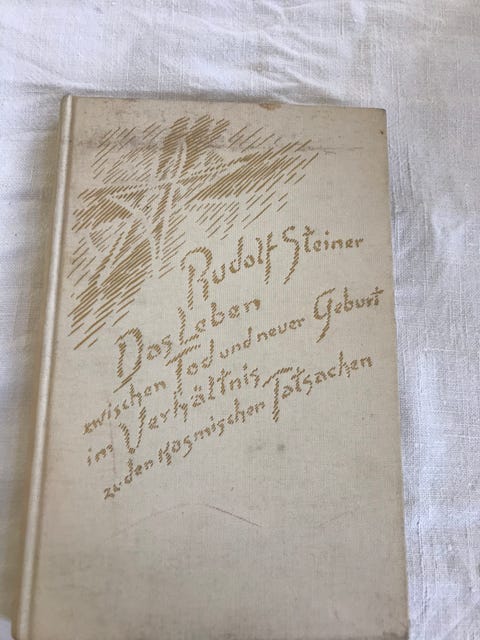 Rudolf Steiner
Das Leben
zwischen Tod und neuer Geburt
im Verhältnis
zu den kosmischen Tatsachen